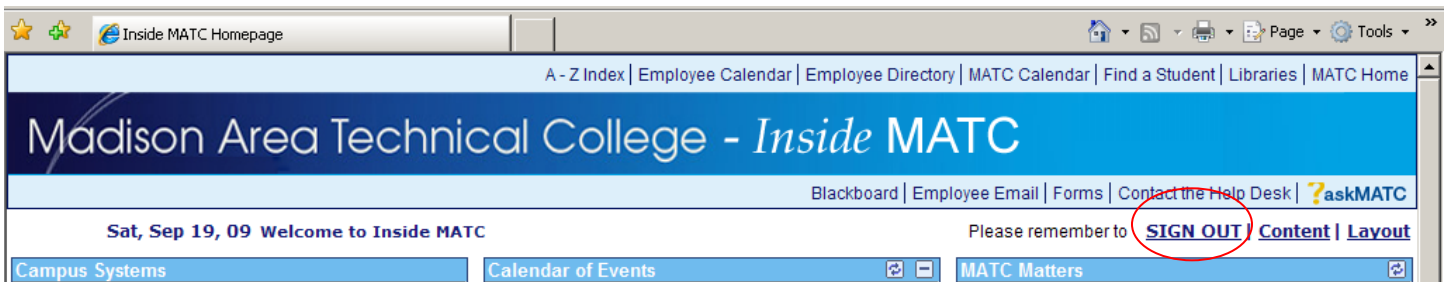 Inside MATC Homepage Page Tools »
A - Z Index | Employee Calendar | Employee Directory | MATC Calendar | Find a Student | Libraries | MATC Home
Madison Area Technical College - Inside MATC
Blackboard | Employee Email | Forms | Contact the Help Desk | ?askMATC
Sat, Sep 19, 09 Welcome to Inside MATC Please remember to SIGN OUT | Content | Layout
Campus Systems Calendar of Events MATC Matters